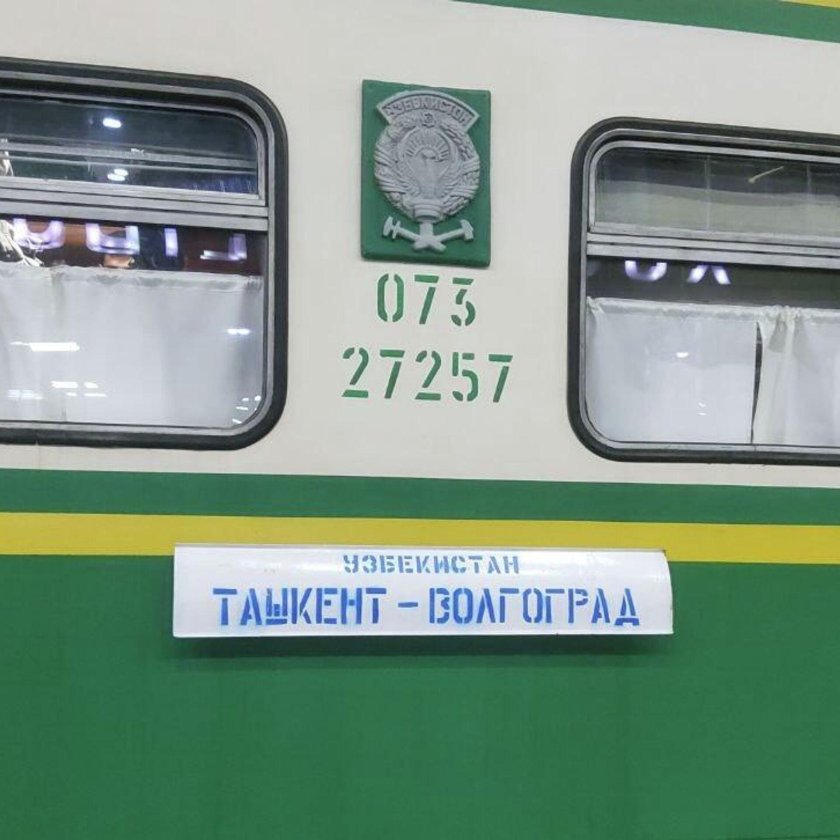 ЎЗБЕКИСТОН
073
27257
УЗБЕКИСТАН
ТАШКЕНТ – ВОЛГОГРАД